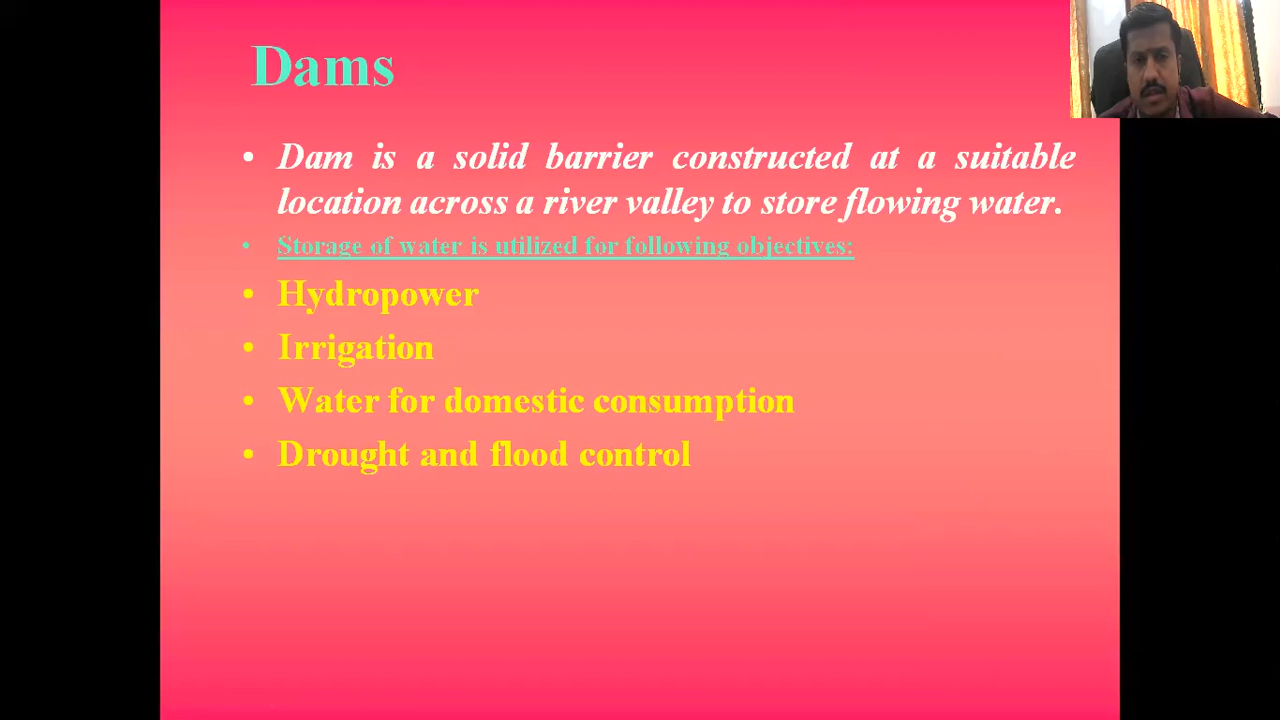 Dams
• Dam is a solid barrier constructed at a suitable
location across a river valley to store flowing water.
• Storage of water is utilized for following objectives:
• Hydropower
• Irrigation
• Water for domestic consumption
• Drought and flood control